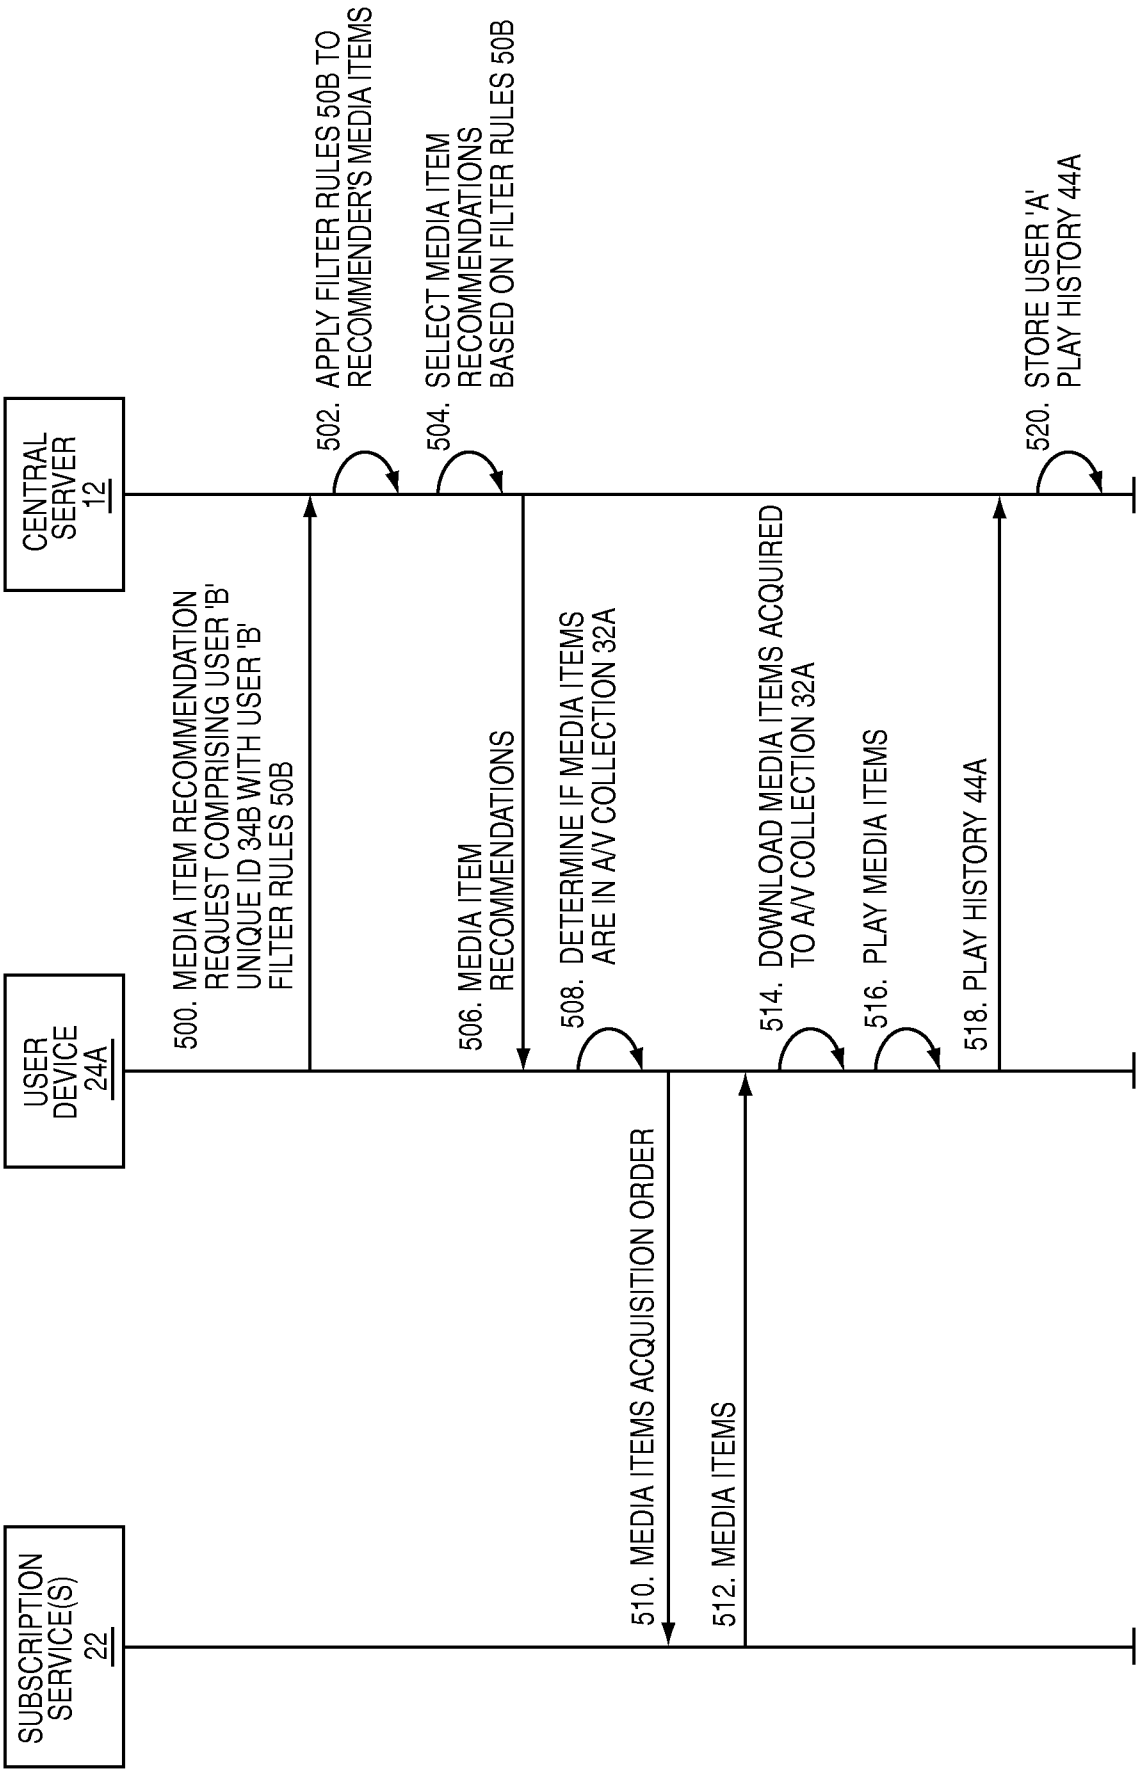 SUBSCRIPTION
SERVICE(S)
22
USER
DEVICE
24A
CENTRAL
SERVER
12
500. MEDIA ITEM RECOMMENDATION
REQUEST COMPRISING USER 'B'
UNIQUE ID 34B WITH USER 'B'
FILTER RULES 50B
502. APPLY FILTER RULES 50B TO
RECOMMENDER'S MEDIA ITEMS
504. SELECT MEDIA ITEM
RECOMMENDATIONS
BASED ON FILTER RULES 50B
506. MEDIA ITEM
RECOMMENDATIONS
508. DETERMINE IF MEDIA ITEMS
ARE IN A/V COLLECTION 32A
510. MEDIA ITEMS ACQUISITION ORDER
512. MEDIA ITEMS
514. DOWNLOAD MEDIA ITEMS ACQUIRED
TO A/V COLLECTION 32A
516. PLAY MEDIA ITEMS
518. PLAY HISTORY 44A
520. STORE USER 'A'
PLAY HISTORY 44A